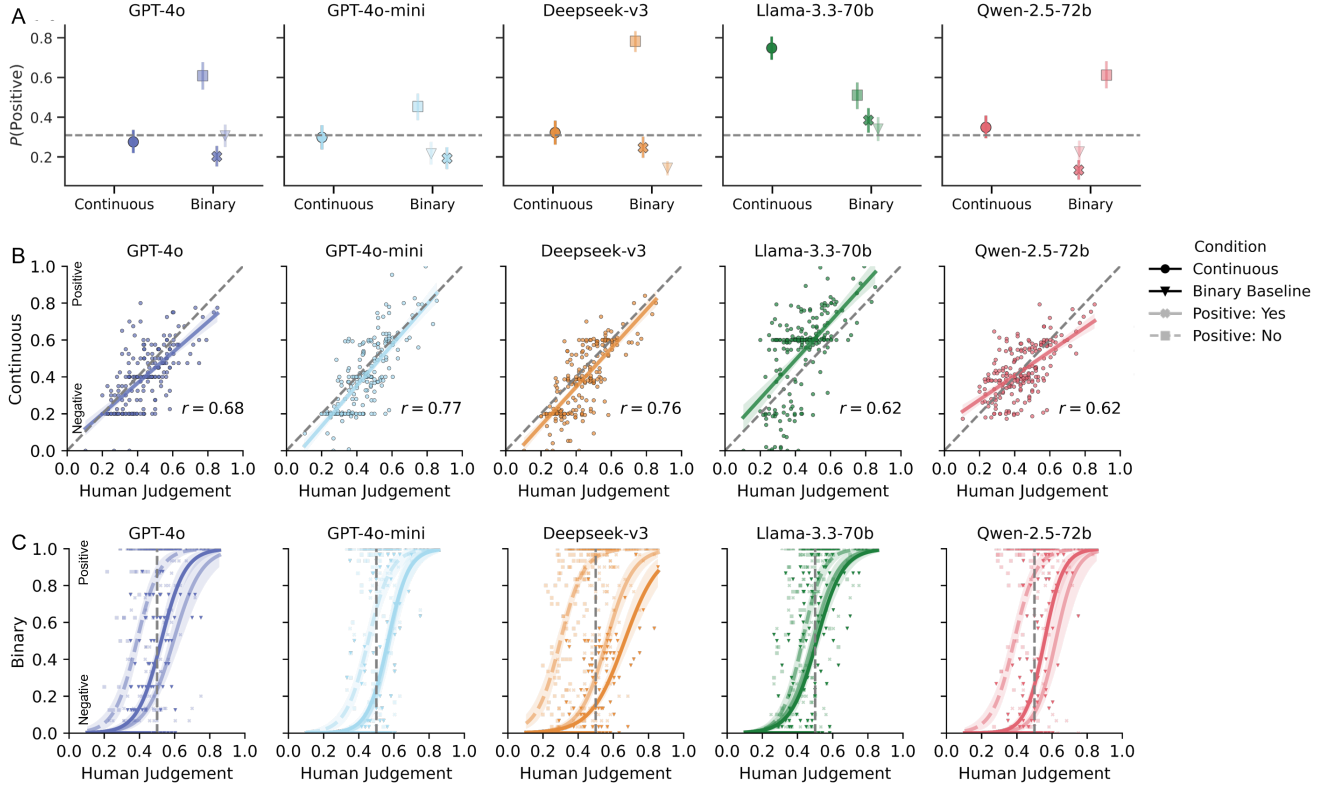 A
GPT-4o GPT-4o-mini Deepseek-v3 Llama-3.3-70b Qwen-2.5-72b
P(Positive)
0.8
0.6
0.4
0.2
Continuous Binary Continuous Binary Continuous Binary Continuous Binary Continuous Binary
B
GPT-4o GPT-4o-mini Deepseek-v3 Llama-3.3-70b Qwen-2.5-72b
Continuous
Positive
Negative
1.0
0.8
0.6
0.4
0.2
0.0
r = 0.68 r = 0.77 r = 0.76 r = 0.62 r = 0.62
0.0 0.2 0.4 0.6 0.8 1.0 0.0 0.2 0.4 0.6 0.8 1.0 0.0 0.2 0.4 0.6 0.8 1.0 0.0 0.2 0.4 0.6 0.8 1.0 0.0 0.2 0.4 0.6 0.8 1.0
Human Judgement Human Judgement Human Judgement Human Judgement Human Judgement
Condition
Continuous
Binary Baseline
Positive: Yes
Positive: No
C
GPT-4o GPT-4o-mini Deepseek-v3 Llama-3.3-70b Qwen-2.5-72b
Binary
Positive
Negative
1.0
0.8
0.6
0.4
0.2
0.0
0.0 0.2 0.4 0.6 0.8 1.0 0.0 0.2 0.4 0.6 0.8 1.0 0.0 0.2 0.4 0.6 0.8 1.0 0.0 0.2 0.4 0.6 0.8 1.0 0.0 0.2 0.4 0.6 0.8 1.0
Human Judgement Human Judgement Human Judgement Human Judgement Human Judgement